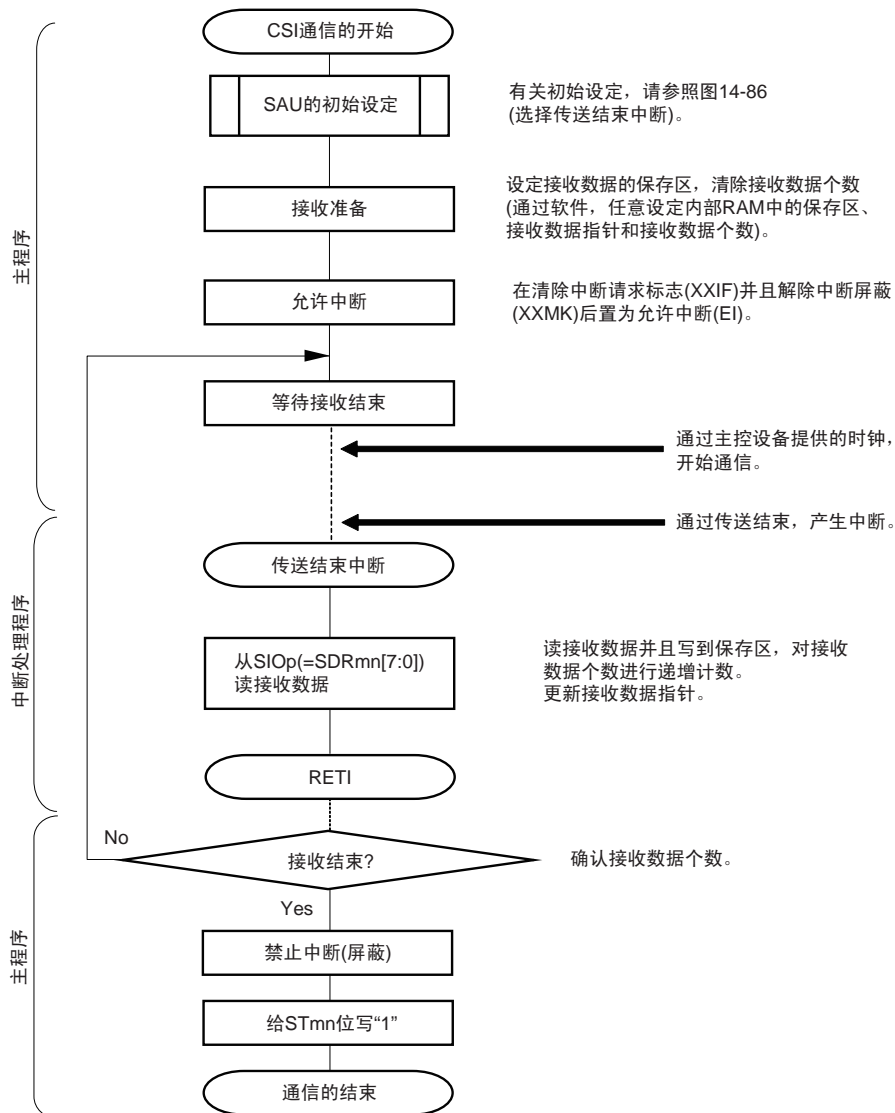 CSI通信的开始
SAU的初始设定
有关初始设定，请参照图14-86
(选择传送结束中断)。
接收准备
设定接收数据的保存区，清除接收数据个数
(通过软件，任意设定内部RAM中的保存区、
接收数据指针和接收数据个数)。
主程序
允许中断
在清除中断请求标志(XXIF)并且解除中断屏蔽
(XXMK)后置为允许中断(EI)。
等待接收结束
通过主控设备提供的时钟，
开始通信。
通过传送结束，产生中断。
传送结束中断
中断处理程序
从SIOp(=SDRmn[7:0])
读接收数据
读接收数据并且写到保存区，对接收
数据个数进行递增计数。
更新接收数据指针。
RETI
No
接收结束?
确认接收数据个数。
Yes
主程序
禁止中断(屏蔽)
给STmn位写“1”
通信的结束